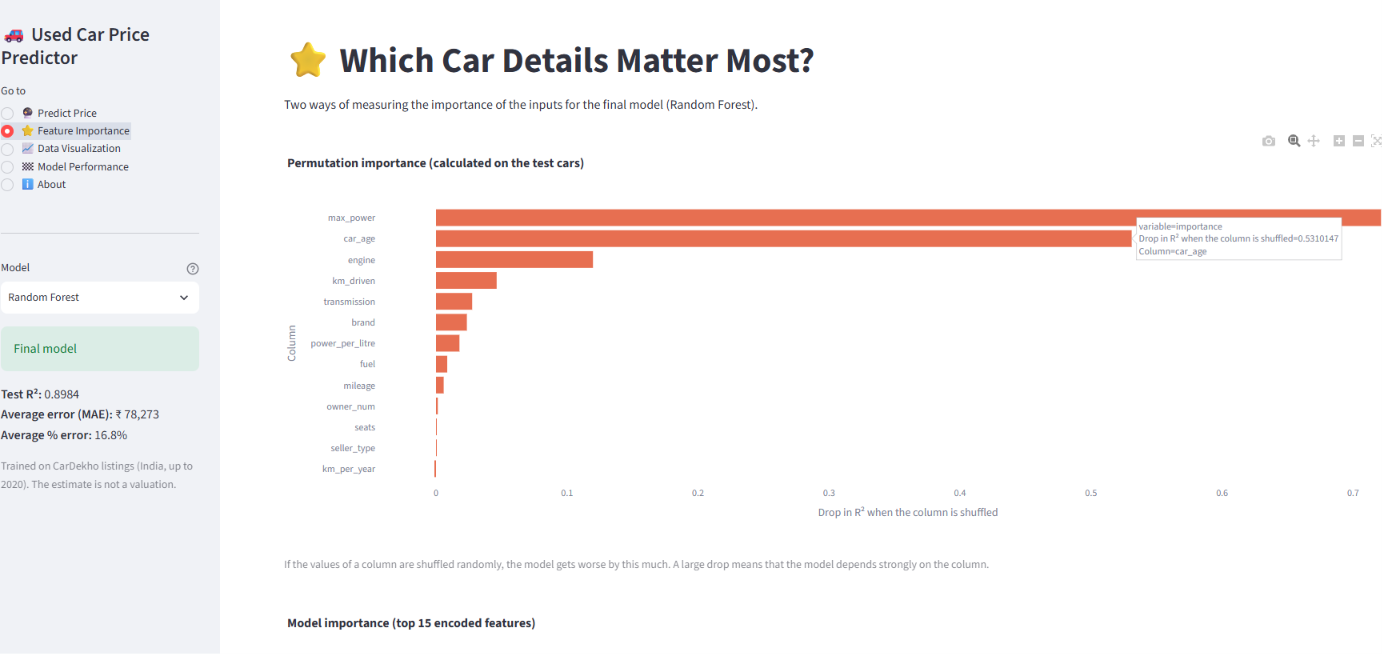 Used Car Price
Predictor
Go to
Predict Price
Feature Importance
Data Visualization
Model Performance
About
Model
Random Forest
Final model
Test R²: 0.8984
Average error (MAE): ₹ 78,273
Average % error: 16.8%
Trained on CarDekho listings (India, up to
2020). The estimate is not a valuation.
Which Car Details Matter Most?
Two ways of measuring the importance of the inputs for the final model (Random Forest).
Permutation importance (calculated on the test cars)
max_power
car_age
engine
km_driven
transmission
brand
power_per_litre
fuel
mileage
owner_num
seats
seller_type
km_per_year
Column
variable=importance
Drop in R² when the column is shuffled=0.5310147
Column=car_age
0 0.1 0.2 0.3 0.4 0.5 0.6 0.7
Drop in R² when the column is shuffled
If the values of a column are shuffled randomly, the model gets worse by this much. A large drop means that the model depends strongly on the column.
Model importance (top 15 encoded features)